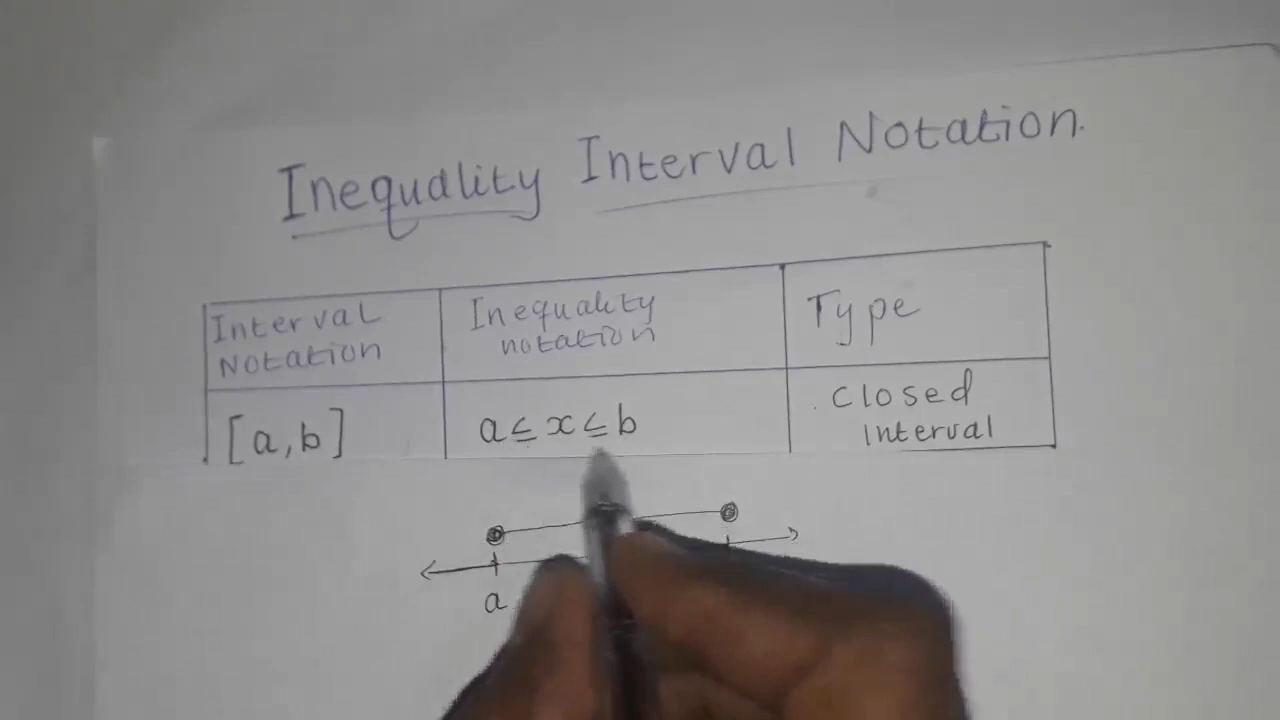 Inequality Interval Notation.
Interval Notation
Inequality notation
Type
[a,b]
a ≤ x ≤ b
Closed Interval
a